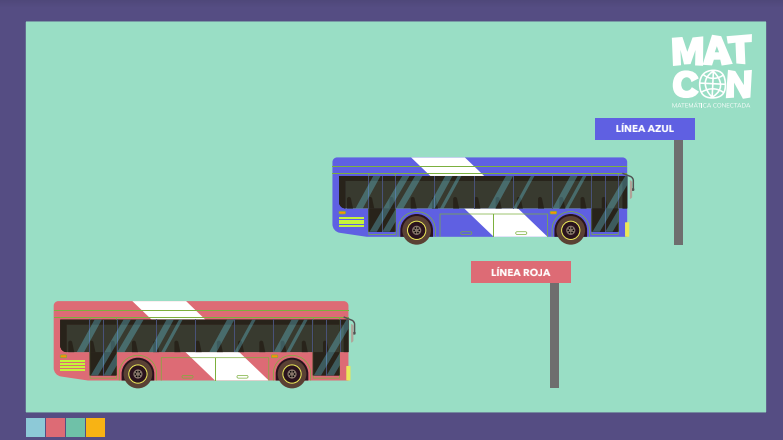 MAT
CON
MATEMÁTICA CONECTADA
LÍNEA AZUL
LÍNEA ROJA